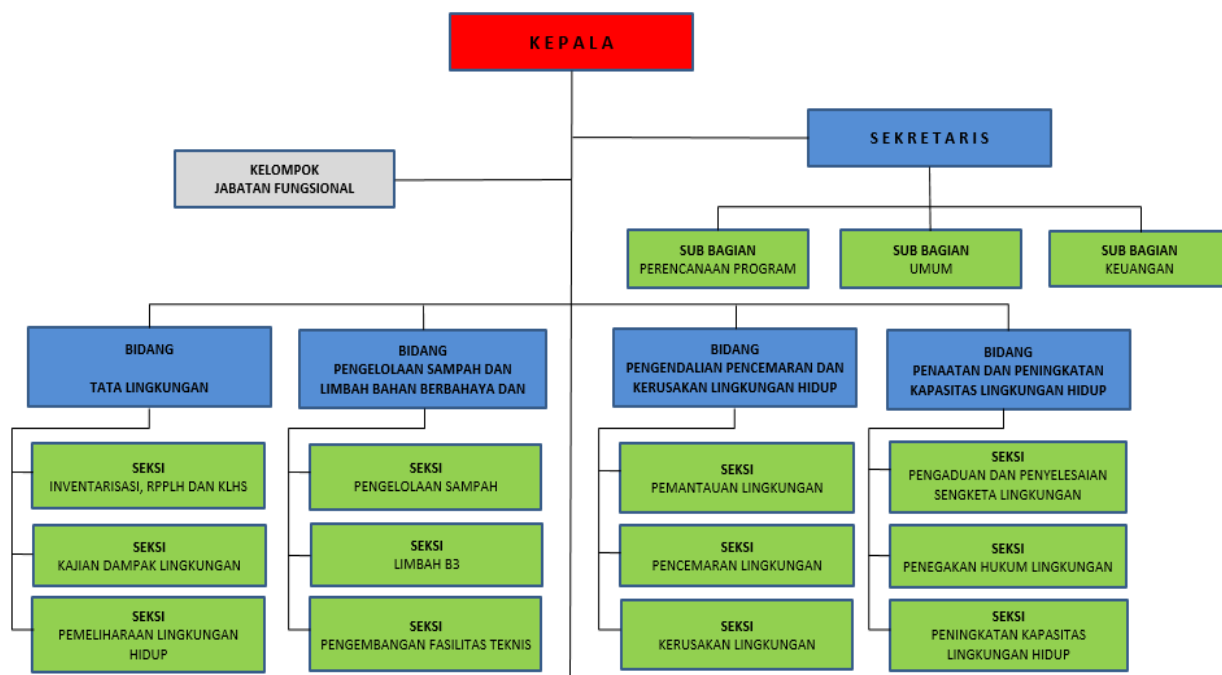 K E P A L A
S E K R E T A R I S
KELOMPOK
JABATAN FUNGSIONAL
SUB BAGIAN
PERENCANAAN PROGRAM
SUB BAGIAN
UMUM
SUB BAGIAN
KEUANGAN
BIDANG
TATA LINGKUNGAN
BIDANG
PENGELOLAAN SAMPAH DAN
LIMBAH BAHAN BERBAHAYA DAN
BIDANG
PENGENDALIAN PENCEMARAN DAN
KERUSAKAN LINGKUNGAN HIDUP
BIDANG
PENAATAN DAN PENINGKATAN
KAPASITAS LINGKUNGAN HIDUP
SEKSI
INVENTARISASI, RPPLH DAN KLHS
SEKSI
PENGELOLAAN SAMPAH
SEKSI
PEMANTAUAN LINGKUNGAN
SEKSI
PENGADUAN DAN PENYELESAIAN
SENGKETA LINGKUNGAN
SEKSI
KAJIAN DAMPAK LINGKUNGAN
SEKSI
LIMBAH B3
SEKSI
PENCEMARAN LINGKUNGAN
SEKSI
PENEGAKAN HUKUM LINGKUNGAN
SEKSI
PEMELIHARAAN LINGKUNGAN
HIDUP
SEKSI
PENGEMBANGAN FASILITAS TEKNIS
SEKSI
KERUSAKAN LINGKUNGAN
SEKSI
PENINGKATAN KAPASITAS
LINGKUNGAN HIDUP